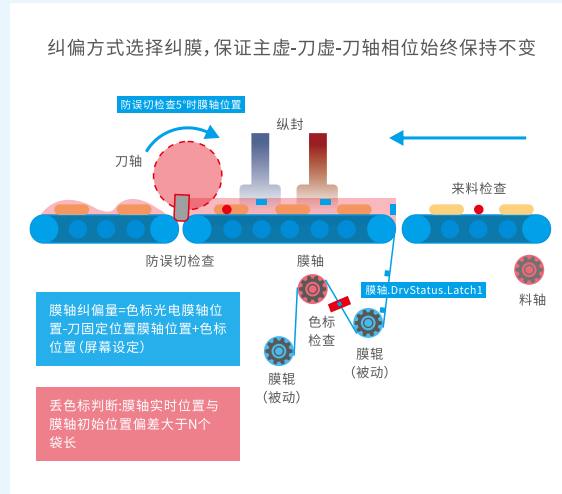 纠偏方式选择纠膜，保证主虚-刀虚-刀轴相位始终保持不变
防误切检查5°时膜轴位置
纵封
刀轴
来料检查
防误切检查
膜轴
膜轴.DrvStatus.Latch1
料轴
色标
检查
膜辊
（被动）
膜辊
（被动）
膜轴纠偏量=色标光电膜轴位
置-刀固定位置膜轴位置+色标
位置（屏幕设定）
丢色标判断:膜轴实时位置与
膜轴初始位置偏差大于N个
袋长